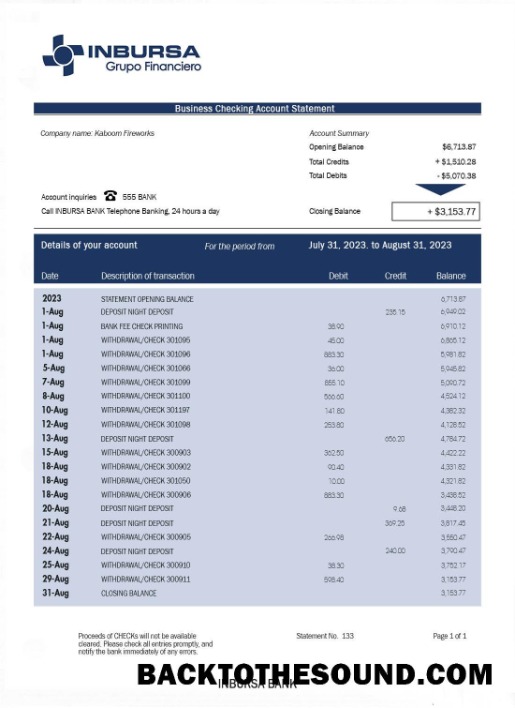 INBURSA
Grupo Financiero
Business Checking Account Statement
Company name: Kaboom Fireworks
Account Summary
Opening Balance $6,713.87
Total Credits + $1,510.28
Total Debits - $5,070.38
Account inquiries ☎ 555 BANK
Call INBURSA BANK Telephone Banking, 24 hours a day
Closing Balance + $3,153.77
Details of your account For the period from July 31, 2023, to August 31, 2023
Date Description of transaction Debit Credit Balance
2023 STATEMENT OPENING BALANCE 6,713.87
1-Aug DEPOSIT NIGHT DEPOSIT 235.15 6,949.02
1-Aug BANK FEE CHECK PRINTING 38.90 6,910.12
1-Aug WITHDRAWAL/CHECK 301095 45.00 6,865.12
1-Aug WITHDRAWAL/CHECK 301096 883.30 5,981.82
5-Aug WITHDRAWAL/CHECK 301066 36.00 5,945.82
7-Aug WITHDRAWAL/CHECK 301099 855.10 5,090.72
8-Aug WITHDRAWAL/CHECK 301100 566.60 4,524.12
10-Aug WITHDRAWAL/CHECK 301197 141.80 4,382.32
12-Aug WITHDRAWAL/CHECK 301098 253.80 4,128.52
13-Aug DEPOSIT NIGHT DEPOSIT 656.20 4,784.72
15-Aug WITHDRAWAL/CHECK 300903 362.50 4,422.22
18-Aug WITHDRAWAL/CHECK 300902 90.40 4,331.82
18-Aug WITHDRAWAL/CHECK 301050 10.00 4,321.82
18-Aug WITHDRAWAL/CHECK 300906 883.30 3,438.52
20-Aug DEPOSIT NIGHT DEPOSIT 9.68 3,448.20
21-Aug DEPOSIT NIGHT DEPOSIT 369.25 3,817.45
22-Aug WITHDRAWAL/CHECK 300905 266.98 3,550.47
24-Aug DEPOSIT NIGHT DEPOSIT 240.00 3,790.47
25-Aug WITHDRAWAL/CHECK 300910 38.30 3,752.17
29-Aug WITHDRAWAL/CHECK 300911 598.40 3,153.77
31-Aug CLOSING BALANCE 3,153.77
Proceeds of CHECKs will not be available Statement No. 133 Page 1 of 1
cleared. Please check all entries promptly, and
notify the bank immediately of any errors.
BACKTOTHESOUND.COM
INBURSA BANK